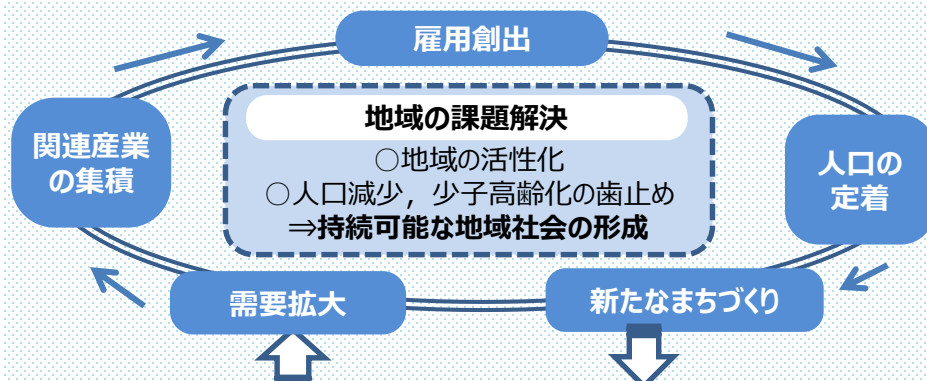 雇用創出
関連産業
の集積
地域の課題解決
○地域の活性化
○人口減少，少子高齢化の歯止め
⇒持続可能な地域社会の形成
人口の
定着
需要拡大
新たなまちづくり